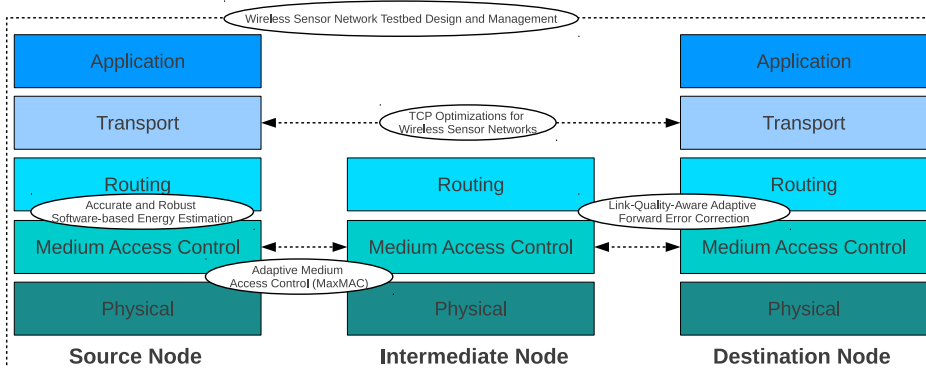 Wireless Sensor Network Testbed Design and Management
Application
Application
Transport
TCP Optimizations for
Wireless Sensor Networks
Transport
Routing
Routing
Routing
Accurate and Robust
Software-based Energy Estimation
Link-Quality-Aware Adaptive
Forward Error Correction
Medium Access Control
Medium Access Control
Medium Access Control
Adaptive Medium
Access Control (MaxMAC)
Physical
Physical
Physical
Source Node
Intermediate Node
Destination Node